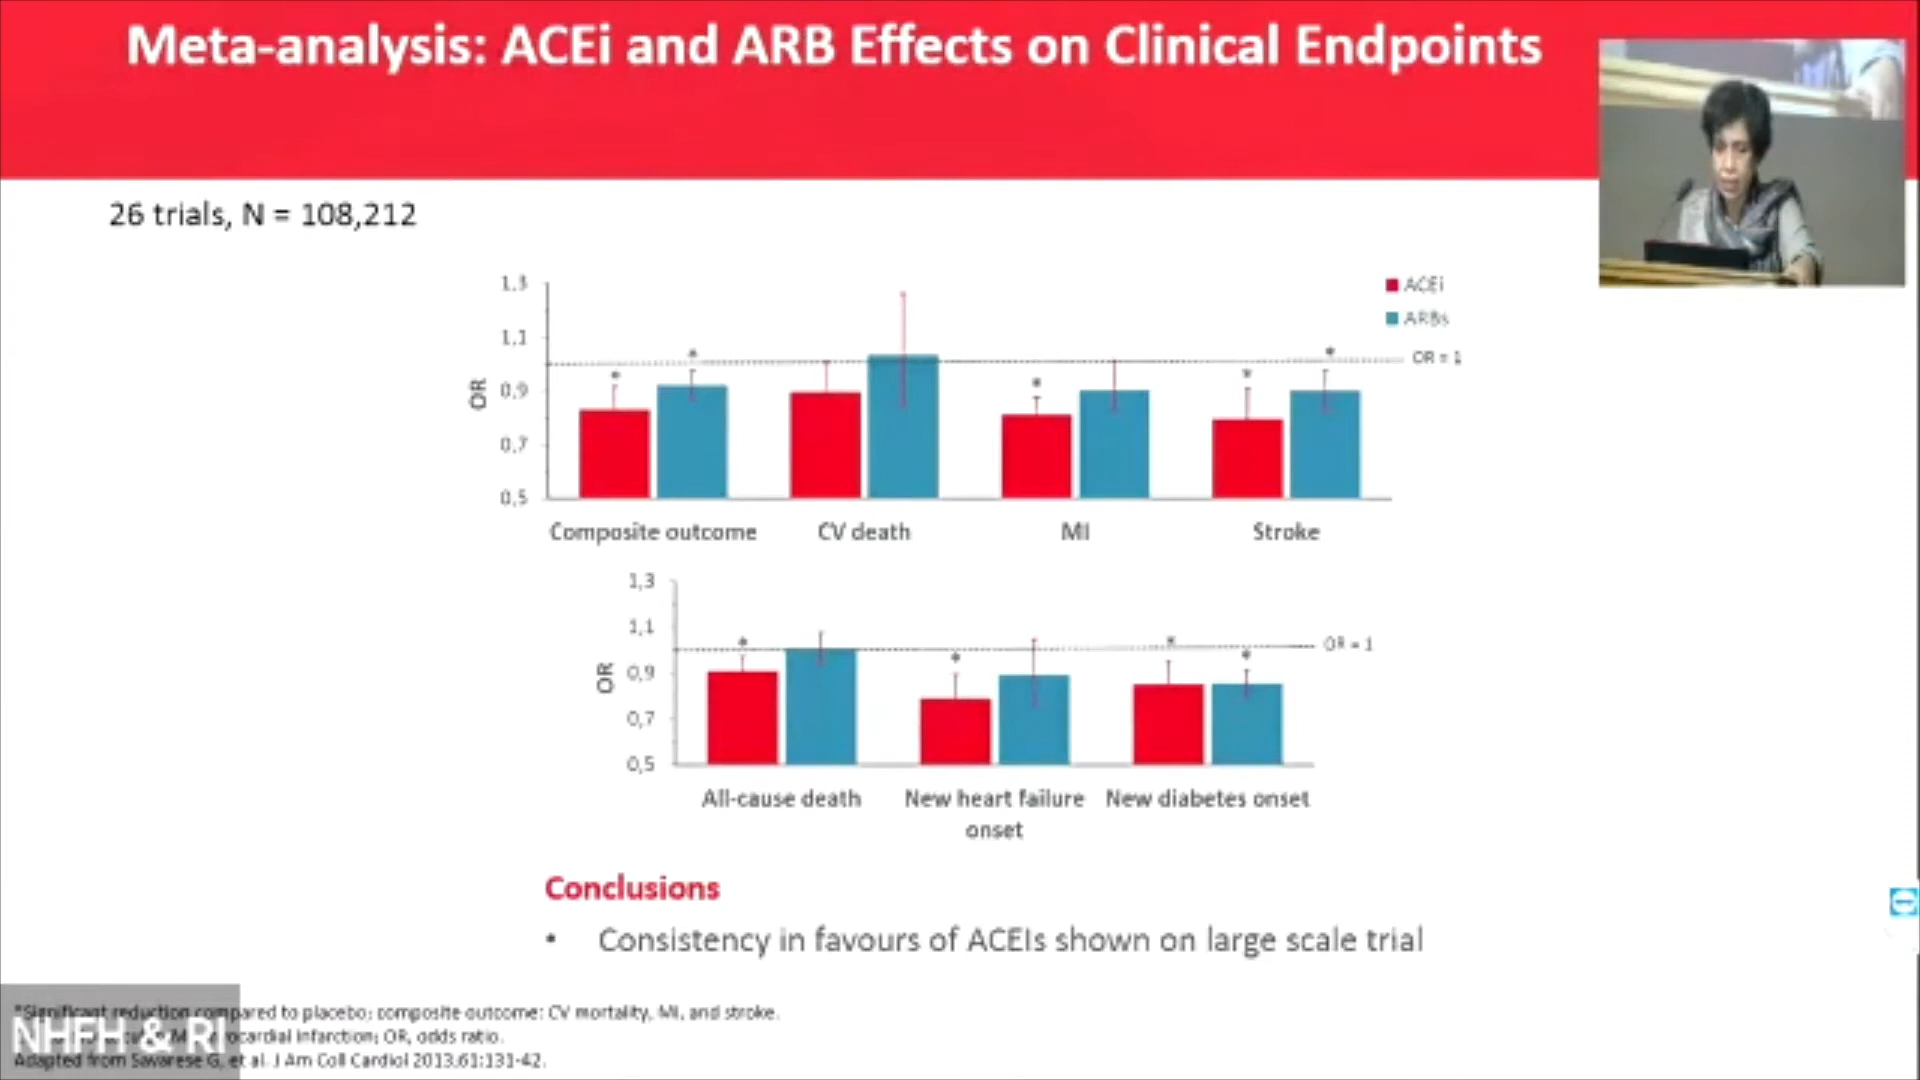 Meta-analysis: ACEi and ARB Effects on Clinical Endpoints
26 trials, N = 108,212
1.3
1.1
0.9
0.7
0.5
OR
ACEi
ARBs
OR = 1
*
*
*
*
*
Composite outcome
CV death
MI
Stroke
1,3
1,1
0,9
0,7
0,5
OR
OR = 1
*
*
*
*
All-cause death
New heart failure onset
New diabetes onset
Conclusions
• Consistency in favours of ACEIs shown on large scale trial
*Significant reduction compared to placebo; composite outcome: CV mortality, MI, and stroke.
infarction; OR, odds ratio.
Adapted from Savarese G, et al. J Am Coll Cardiol 2013;61:131-42.
NHFH & RI